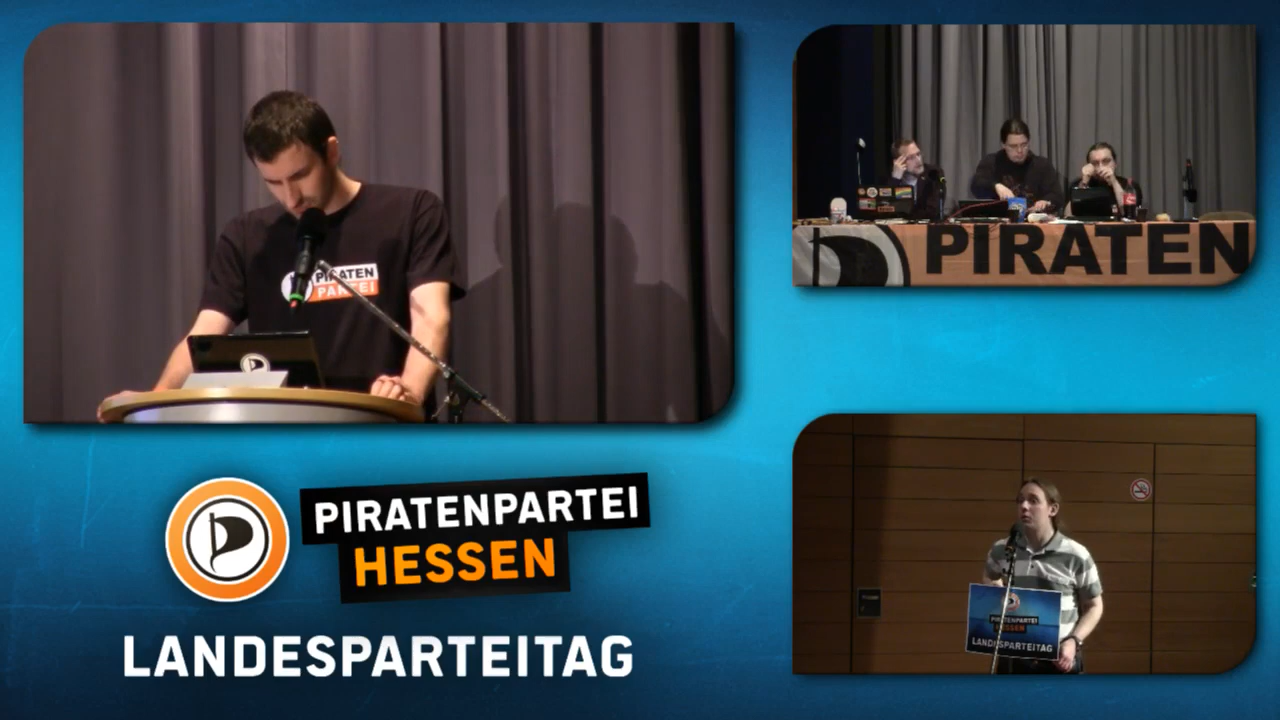 PIRATEN
PARTEI
PIRATEN
PIRATENPARTEI
HESSEN
LANDESPARTEITAG
PIRATENPARTEI
HESSEN
LANDESPARTEITAG